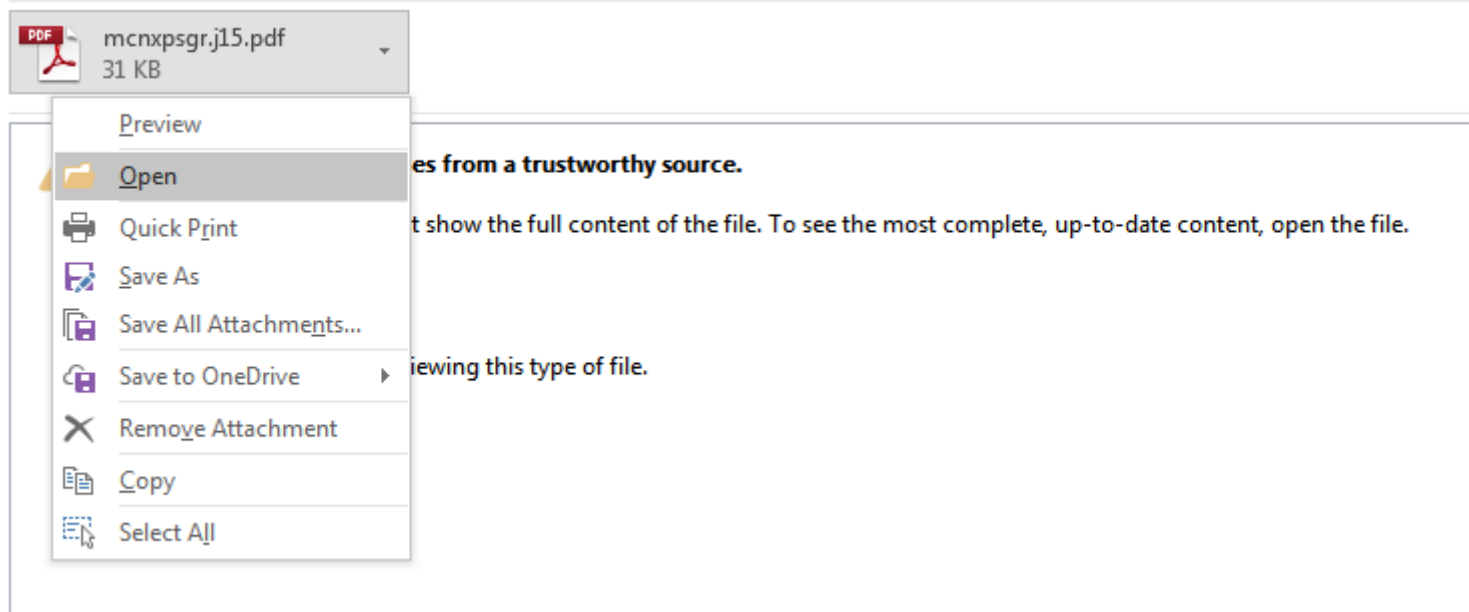 PDF
mcnxpsgr.j15.pdf
31 KB
Preview
Open
Quick Print
Save As
Save All Attachments...
Save to OneDrive
Remove Attachment
Copy
Select All
es from a trustworthy source.
t show the full content of the file. To see the most complete, up-to-date content, open the file.
iewing this type of file.